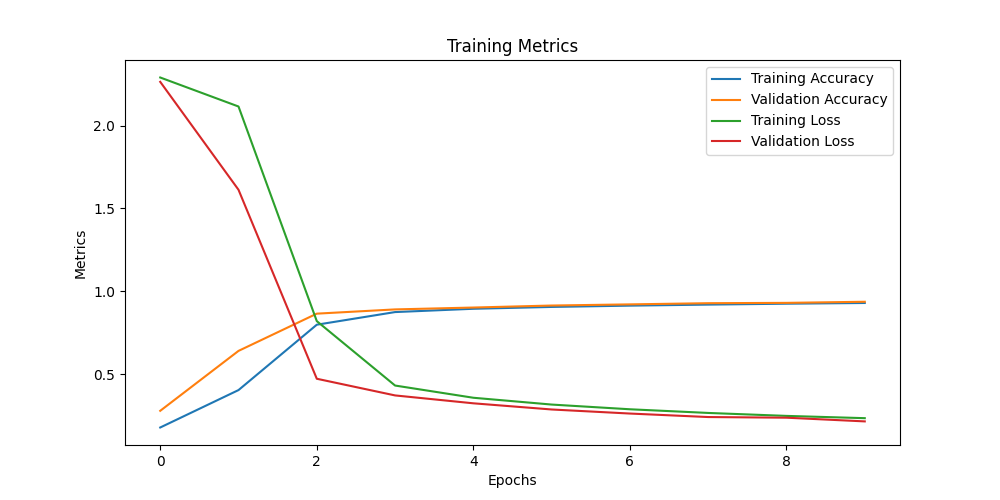 Training Metrics
Training Accuracy
Validation Accuracy
Training Loss
Validation Loss
2.0
1.5
1.0
0.5
Metrics
0 2 4 6 8
Epochs